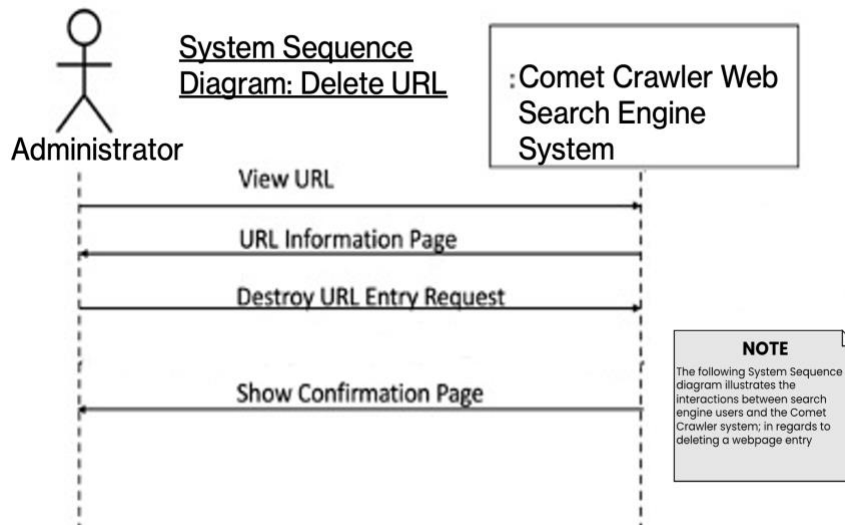 System Sequence
Diagram: Delete URL
:Comet Crawler Web
Search Engine
System
Administrator
View URL
URL Information Page
Destroy URL Entry Request
Show Confirmation Page
NOTE
The following System Sequence
diagram illustrates the
interactions between search
engine users and the Comet
Crawler system; in regards to
deleting a webpage entry